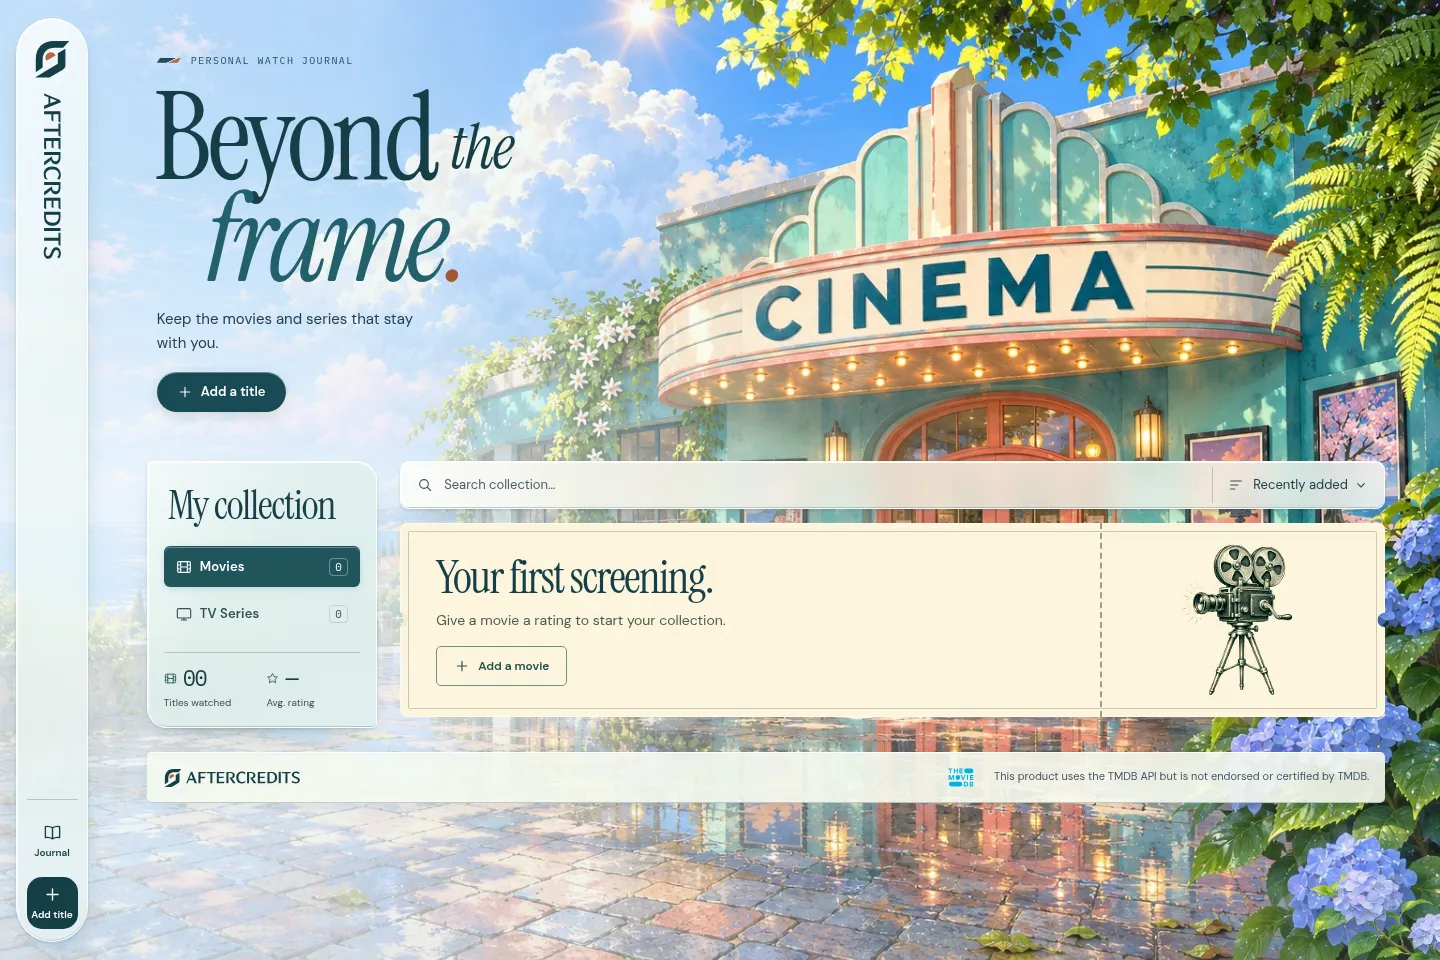 AFTERCREDITS
PERSONAL WATCH JOURNAL
Beyond the
frame.
Keep the movies and series that stay
with you.
+ Add a title
CINEMA
My collection
Movies 0
TV Series 0
00
Titles watched
–
Avg. rating
Search collection...
Recently added
Your first screening.
Give a movie a rating to start your collection.
+ Add a movie
AFTERCREDITS
THE
MOVIE
DB
This product uses the TMDB API but is not endorsed or certified by TMDB.
Journal
+
Add title